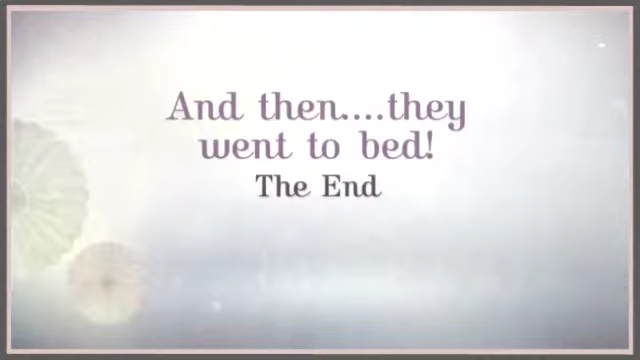 And then....they
went to bed!
The End